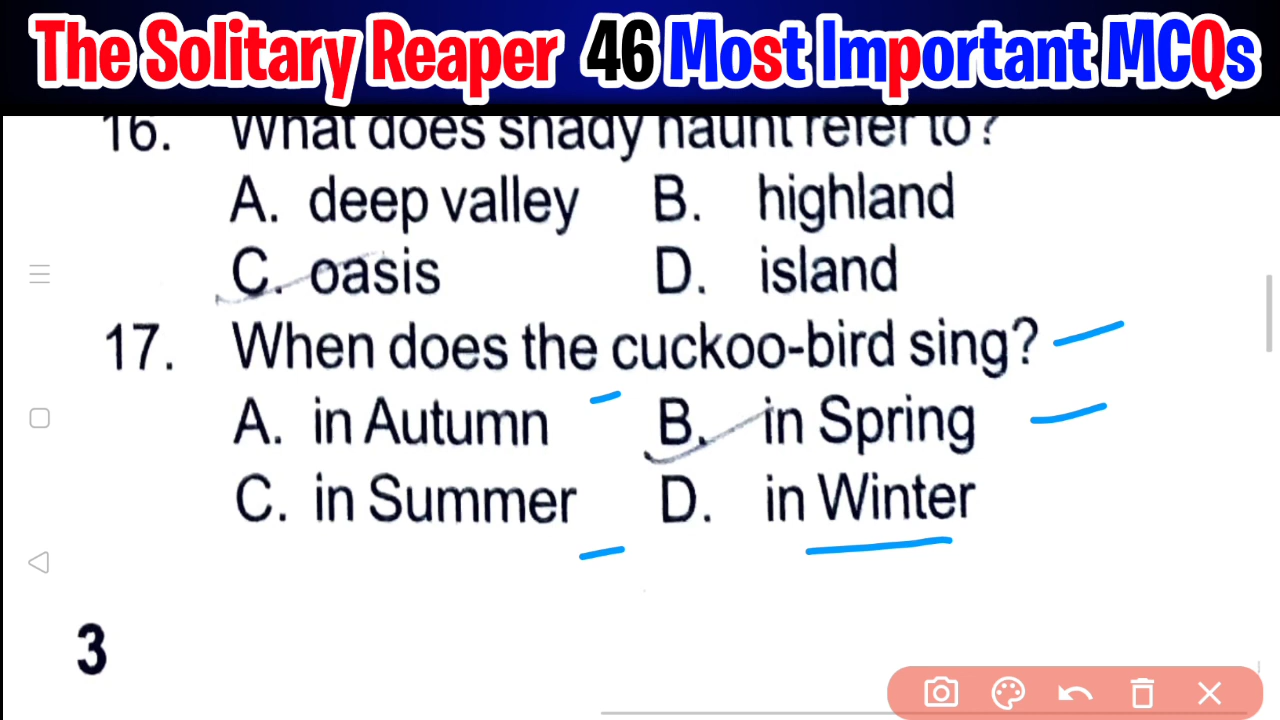 The Solitary Reaper 46 Most Important MCQs
16. What does shady haunt refer to?
A. deep valley B. highland
C. oasis D. island
17. When does the cuckoo-bird sing?
A. in Autumn B. in Spring
C. in Summer D. in Winter
3